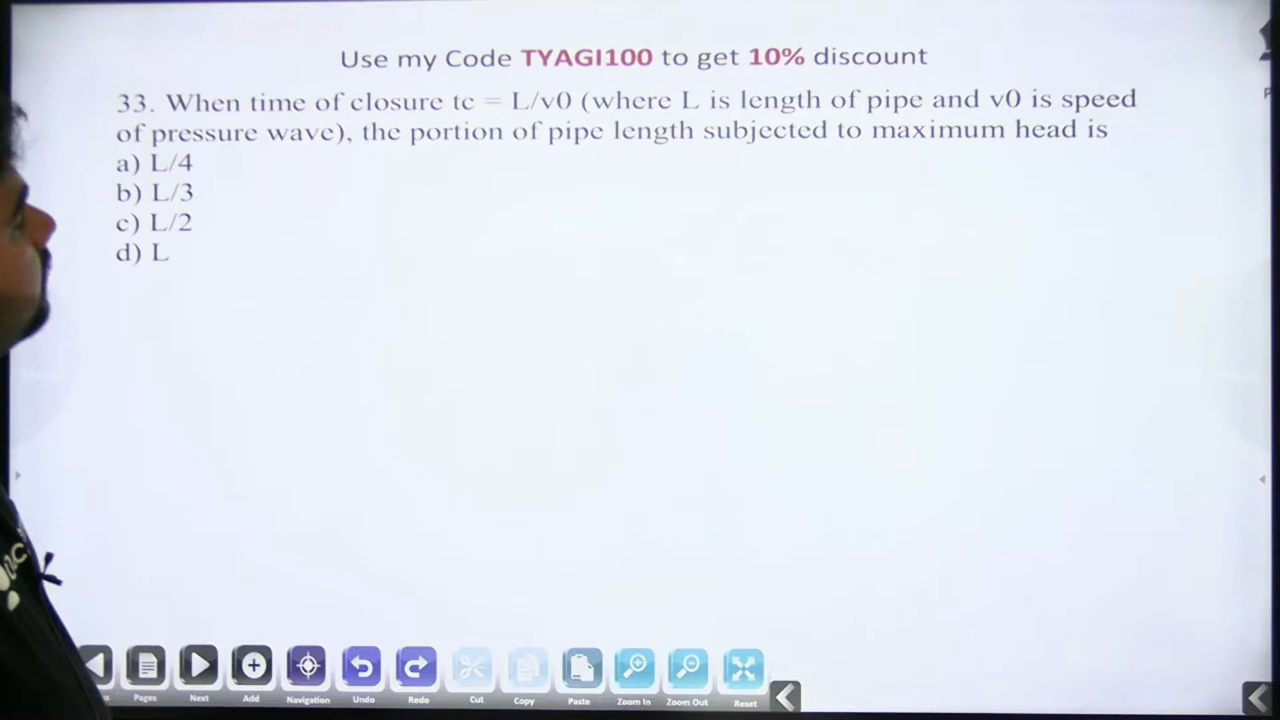 Use my Code TYAGI100 to get 10% discount
33. When time of closure tc = L/v0 (where L is length of pipe and v0 is speed
of pressure wave), the portion of pipe length subjected to maximum head is
a) L/4
b) L/3
c) L/2
d) L
Pages Next Add Navigation Undo Redo Cut Copy Paste Zoom In Zoom Out Reset